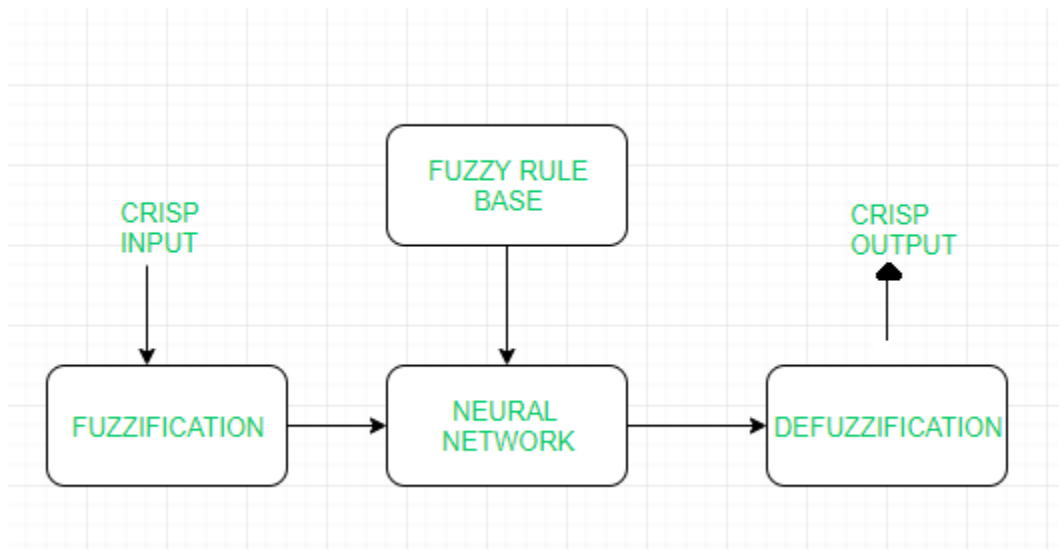 FUZZY RULE
BASE
CRISP
INPUT
CRISP
OUTPUT
FUZZIFICATION
NEURAL
NETWORK
DEFUZZIFICATION